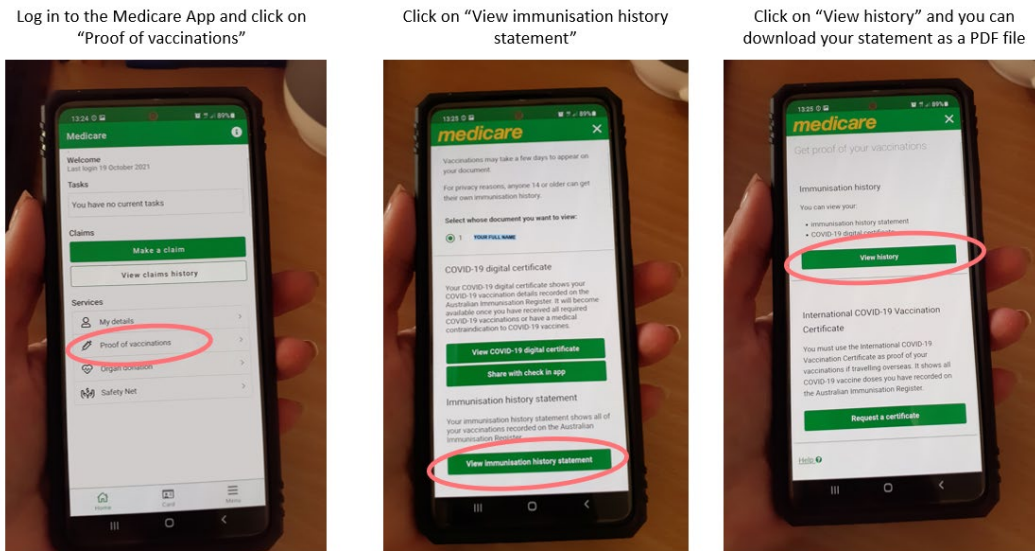 Log in to the Medicare App and click on
“Proof of vaccinations”
13:24
89%
Medicare
Welcome
Last login 19 October 2021
Tasks
You have no current tasks
Claims
Make a claim
View claims history
Services
My details
Proof of vaccinations
Organ donation
Safety Net
Home
Card
Menu
Click on “View immunisation history
statement”
13:25
89%
medicare
Vaccinations may take a few days to appear on
your document.
For privacy reasons, anyone 14 or older can get
their own immunisation history.
Select whose document you want to view:
1 YOUR FULL NAME
COVID-19 digital certificate
Your COVID-19 digital certificate shows your
COVID-19 vaccination details recorded on the
Australian Immunisation Register. It will become
available once you have received all required
COVID-19 vaccinations or have a medical
contraindication to COVID-19 vaccines.
View COVID-19 digital certificate
Share with check in app
Immunisation history statement
Your immunisation history statement shows all of
your vaccinations recorded on the Australian
Immunisation Register.
View immunisation history statement
Click on “View history” and you can
download your statement as a PDF file
13:25
89%
medicare
Get proof of your vaccinations
Immunisation history
You can view your:
• immunisation history statement
• COVID-19 digital certificate
View history
International COVID-19 Vaccination
Certificate
You must use the International COVID-19
Vaccination Certificate as proof of your
vaccinations if travelling overseas. It shows all
COVID-19 vaccine doses you have recorded on
the Australian Immunisation Register.
Request a certificate
Help